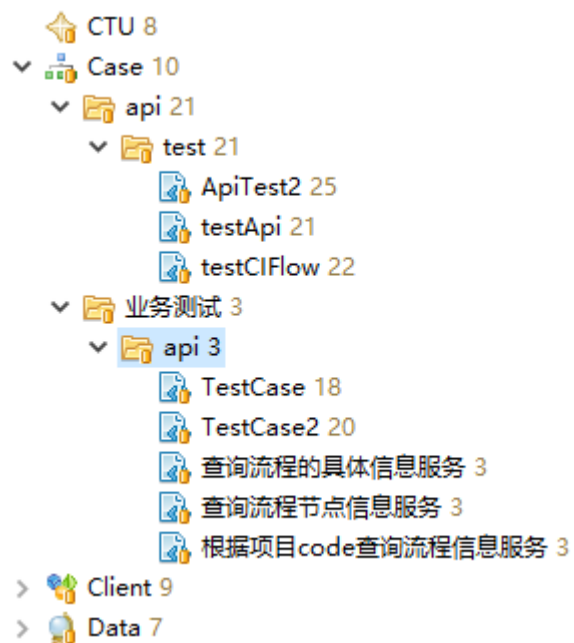 CTU 8
Case 10
api 21
test 21
ApiTest2 25
testApi 21
testCIFlow 22
业务测试 3
api 3
TestCase 18
TestCase2 20
查询流程的具体信息服务 3
查询流程节点信息服务 3
根据项目code查询流程信息服务 3
Client 9
Data 7